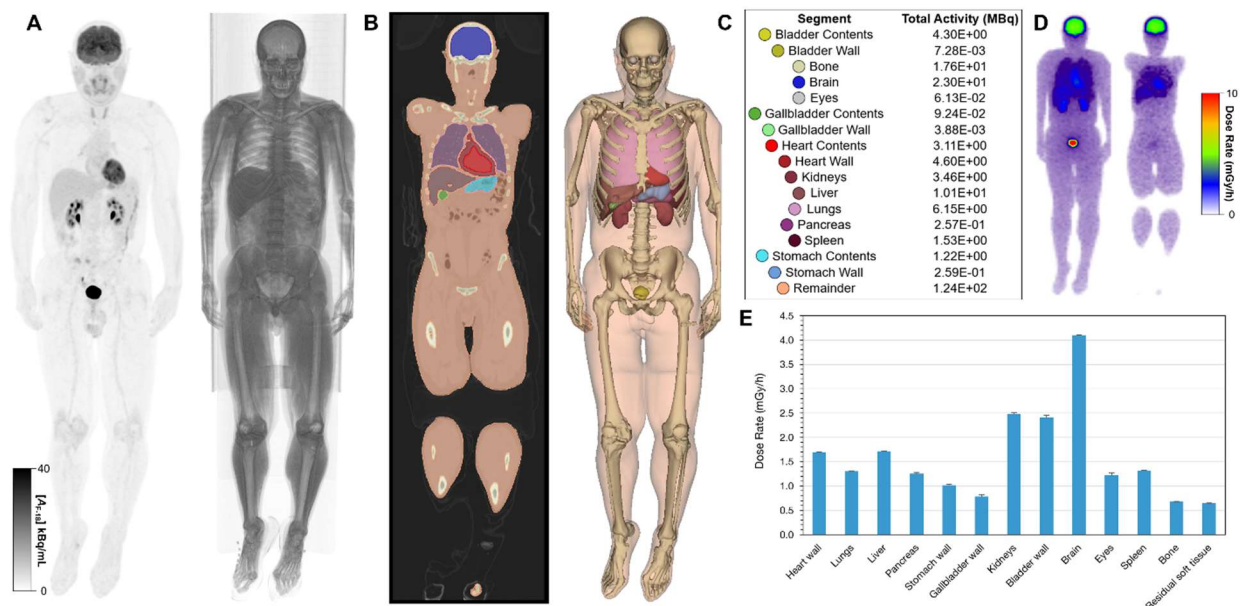 A
40
[A_F-18] kBq/mL
0
B
C
Segment Total Activity (MBq)
Bladder Contents 4.30E+00
Bladder Wall 7.28E-03
Bone 1.76E+01
Brain 2.30E+01
Eyes 6.13E-02
Gallbladder Contents 9.24E-02
Gallbladder Wall 3.88E-03
Heart Contents 3.11E+00
Heart Wall 4.60E+00
Kidneys 3.46E+00
Liver 1.01E+01
Lungs 6.15E+00
Pancreas 2.57E-01
Spleen 1.53E+00
Stomach Contents 1.22E+00
Stomach Wall 2.59E-01
Remainder 1.24E+02
D
10
Dose Rate (mGy/h)
0
E
4.5
4.0
3.5
3.0
2.5
2.0
1.5
1.0
0.5
0.0
Dose Rate (mGy/h)
Heart wall
Lungs
Liver
Pancreas
Stomach wall
Gallbladder wall
Kidneys
Bladder wall
Brain
Eyes
Spleen
Bone
Residual soft tissue